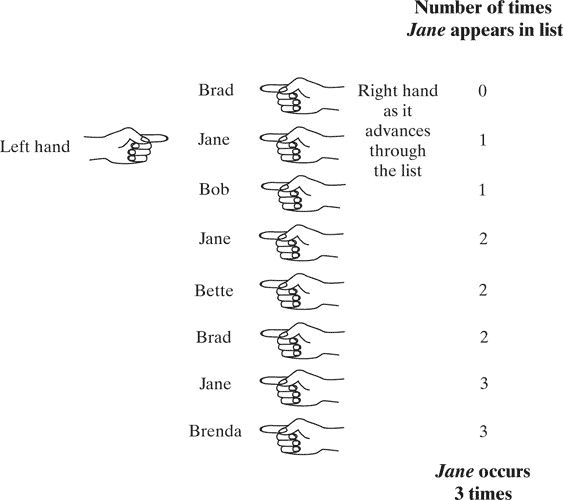 Number of times
Jane appears in list
Brad
Right hand
as it
advances
through
the list
0
Left hand
Jane
1
Bob
1
Jane
2
Bette
2
Brad
2
Jane
3
Brenda
3
Jane occurs
3 times